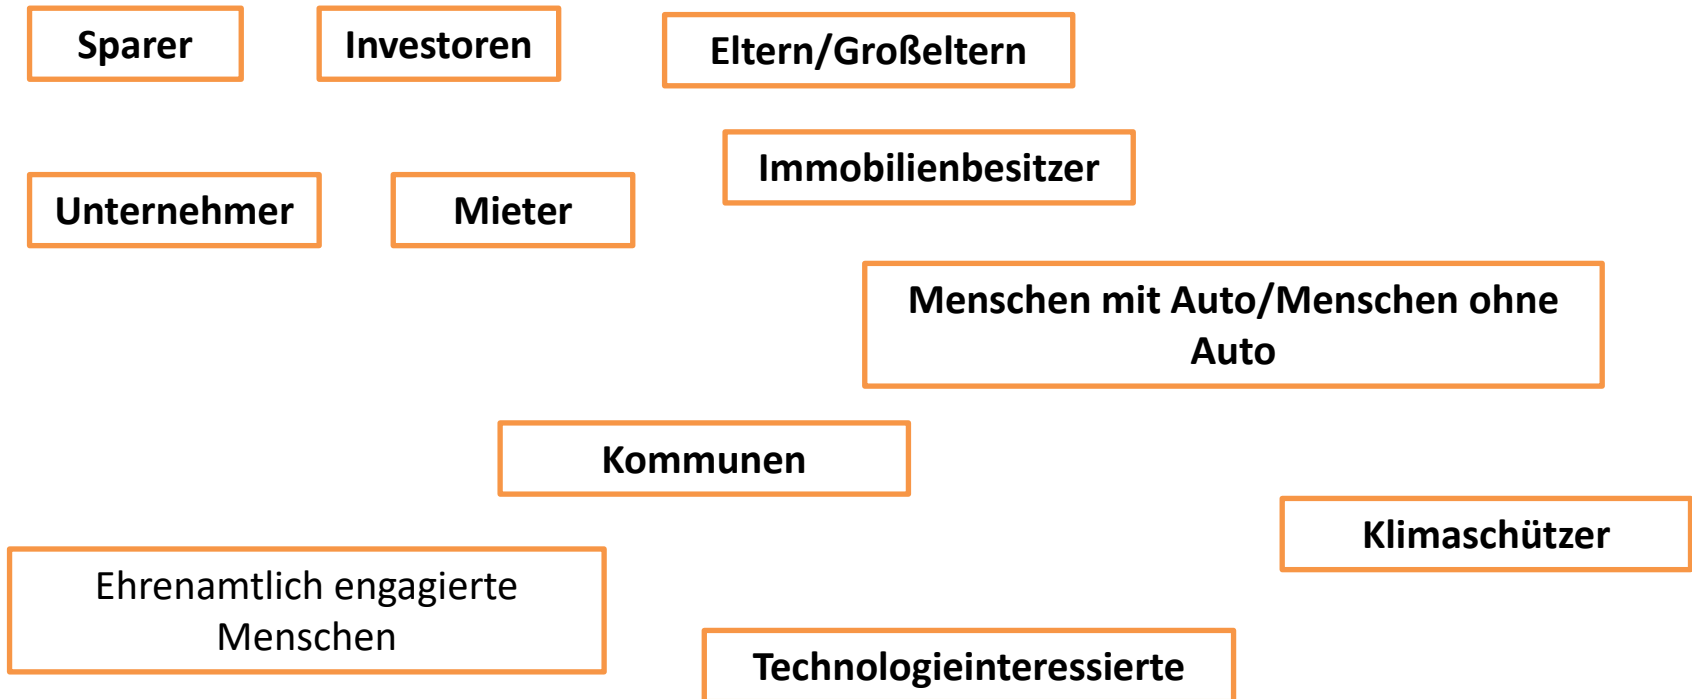 Sparer
Investoren
Eltern/Großeltern
Immobilienbesitzer
Unternehmer
Mieter
Menschen mit Auto/Menschen ohne
Auto
Kommunen
Klimaschützer
Ehrenamtlich engagierte
Menschen
Technologieinteressierte